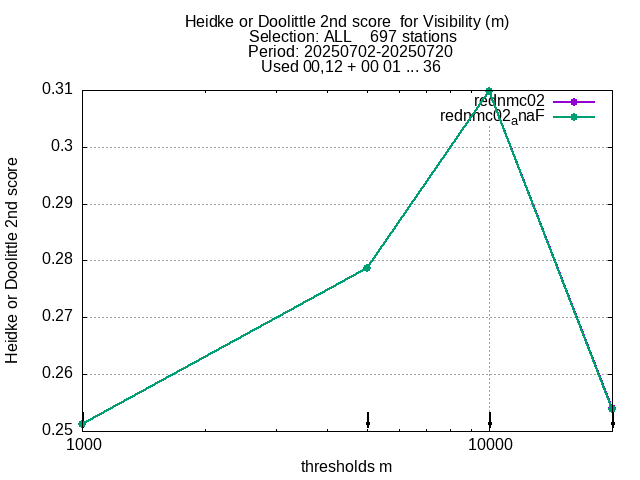 Heidke or Doolittle 2nd score  for Visibility (m)
Selection: ALL    697 stations
Period: 20250702-20250720
Used 00,12 + 00 01 ... 36
rednmc02
rednmc02anaF
Heidke or Doolittle 2nd score
0.31
0.3
0.29
0.28
0.27
0.26
0.25
1000
10000
thresholds m